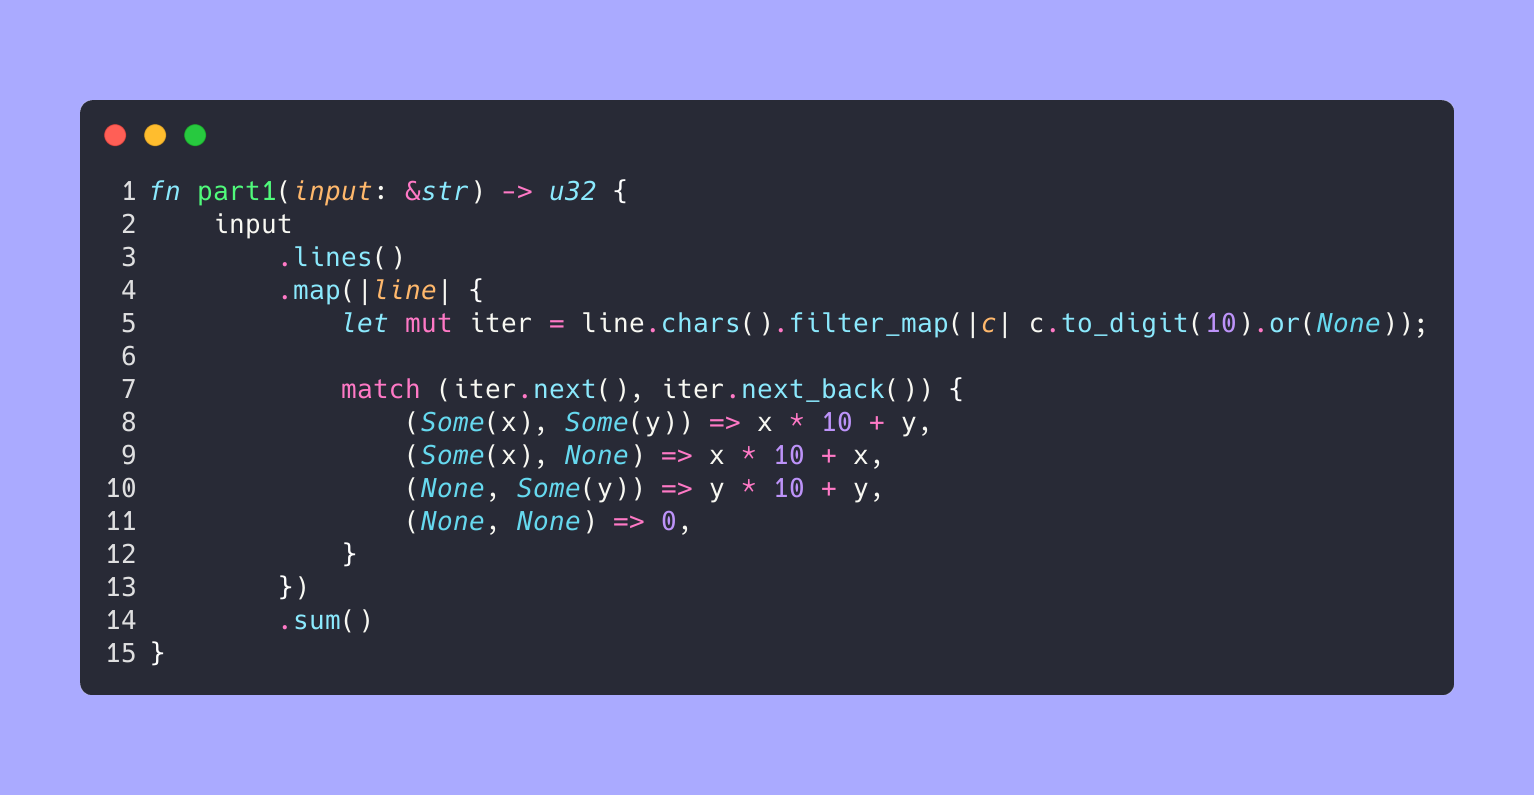 1 fn part1(input: &str) -> u32 {
2     input
3         .lines()
4         .map(|line| {
5             let mut iter = line.chars().filter_map(|c| c.to_digit(10).or(None));
6
7             match (iter.next(), iter.next_back()) {
8                 (Some(x), Some(y)) => x * 10 + y,
9                 (Some(x), None) => x * 10 + x,
10                 (None, Some(y)) => y * 10 + y,
11                 (None, None) => 0,
12             }
13         })
14         .sum()
15 }